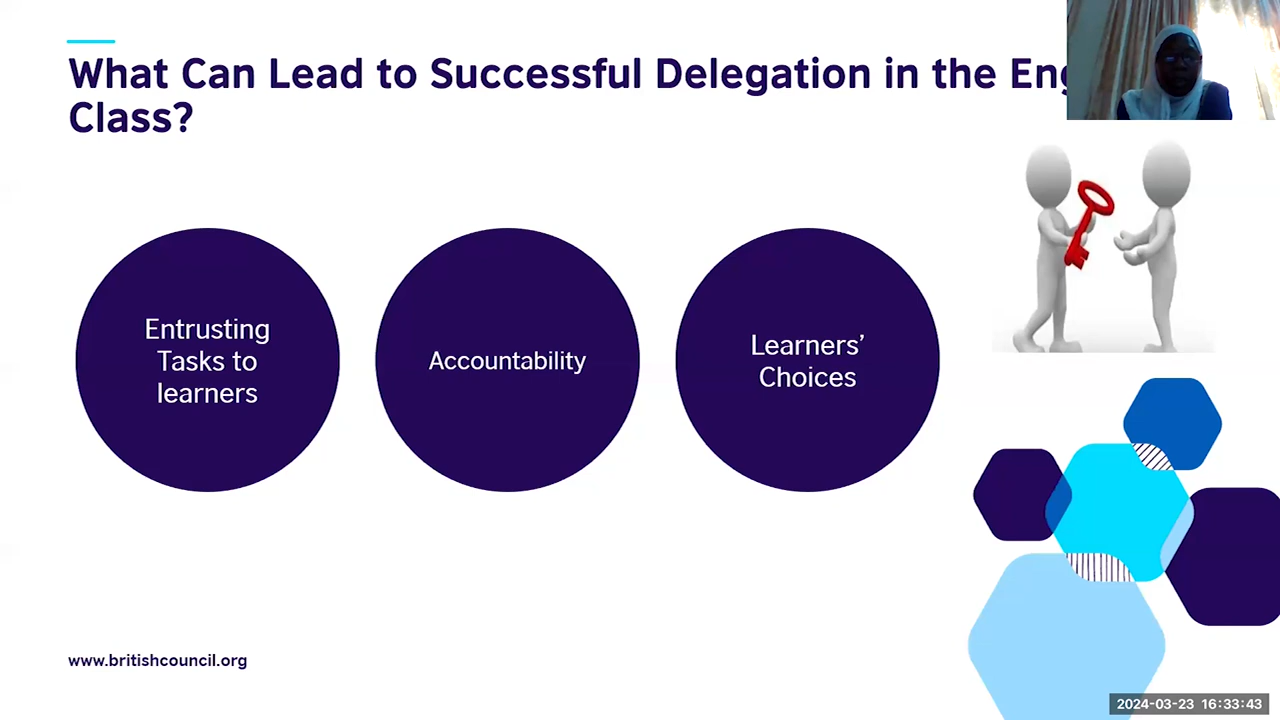 What Can Lead to Successful Delegation in the
Class?
Entrusting
Tasks to
learners
Accountability
Learners’
Choices
www.britishcouncil.org
2024-03-23 16:33:43